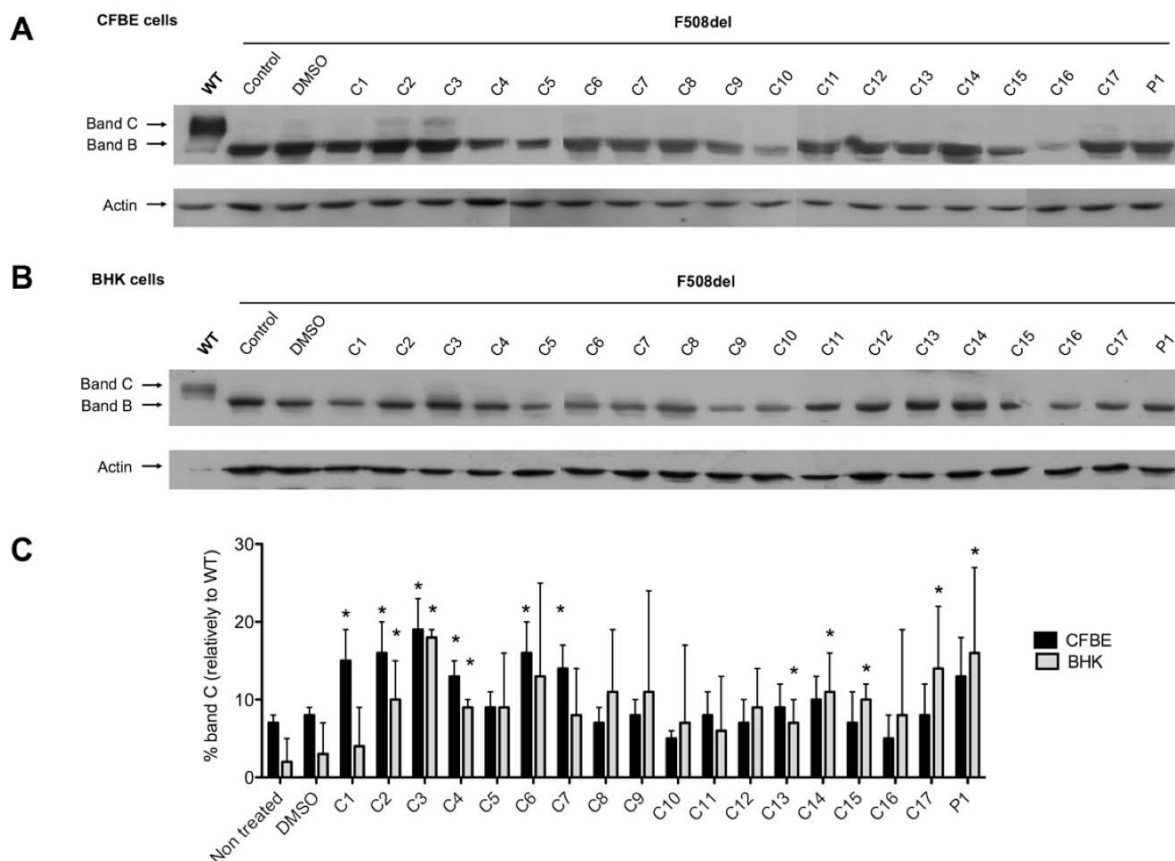 A
CFBE cells
F508del
WT Control DMSO C1 C2 C3 C4 C5 C6 C7 C8 C9 C10 C11 C12 C13 C14 C15 C16 C17 P1
Band C →
Band B →
Actin →
B
BHK cells
F508del
WT Control DMSO C1 C2 C3 C4 C5 C6 C7 C8 C9 C10 C11 C12 C13 C14 C15 C16 C17 P1
Band C →
Band B →
Actin →
C
% band C (relatively to WT)
30
20
10
0
* * * * * * * * * * * * * *
CFBE
BHK
Non treated DMSO C1 C2 C3 C4 C5 C6 C7 C8 C9 C10 C11 C12 C13 C14 C15 C16 C17 P1